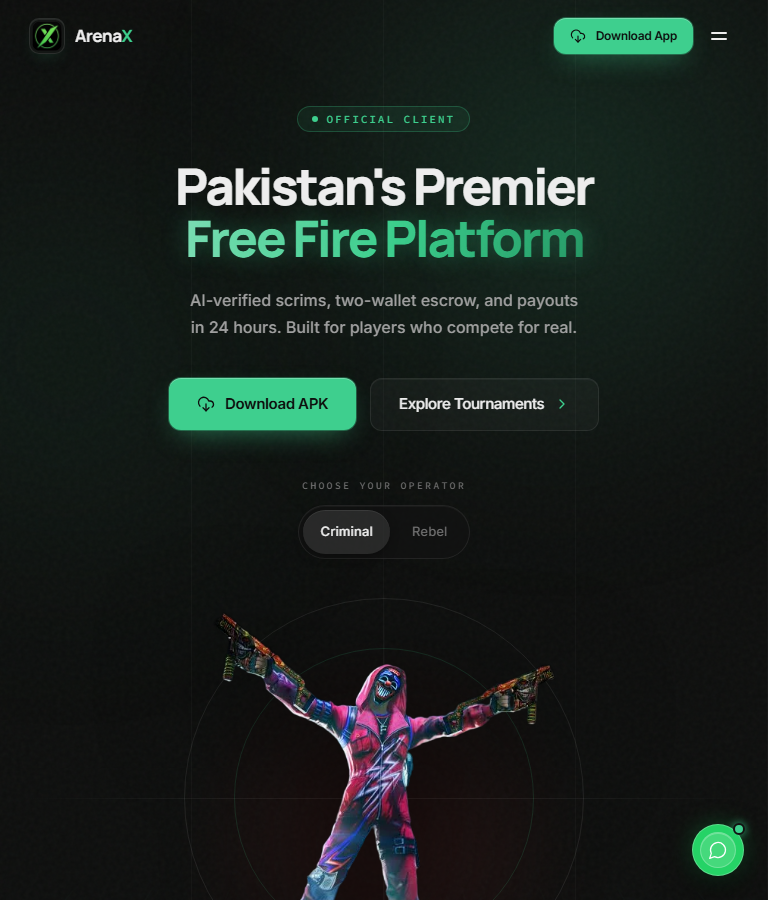 ArenaX
Download App
OFFICIAL CLIENT
Pakistan's Premier
Free Fire Platform
AI-verified scrims, two-wallet escrow, and payouts
in 24 hours. Built for players who compete for real.
Download APK
Explore Tournaments
CHOOSE YOUR OPERATOR
Criminal
Rebel